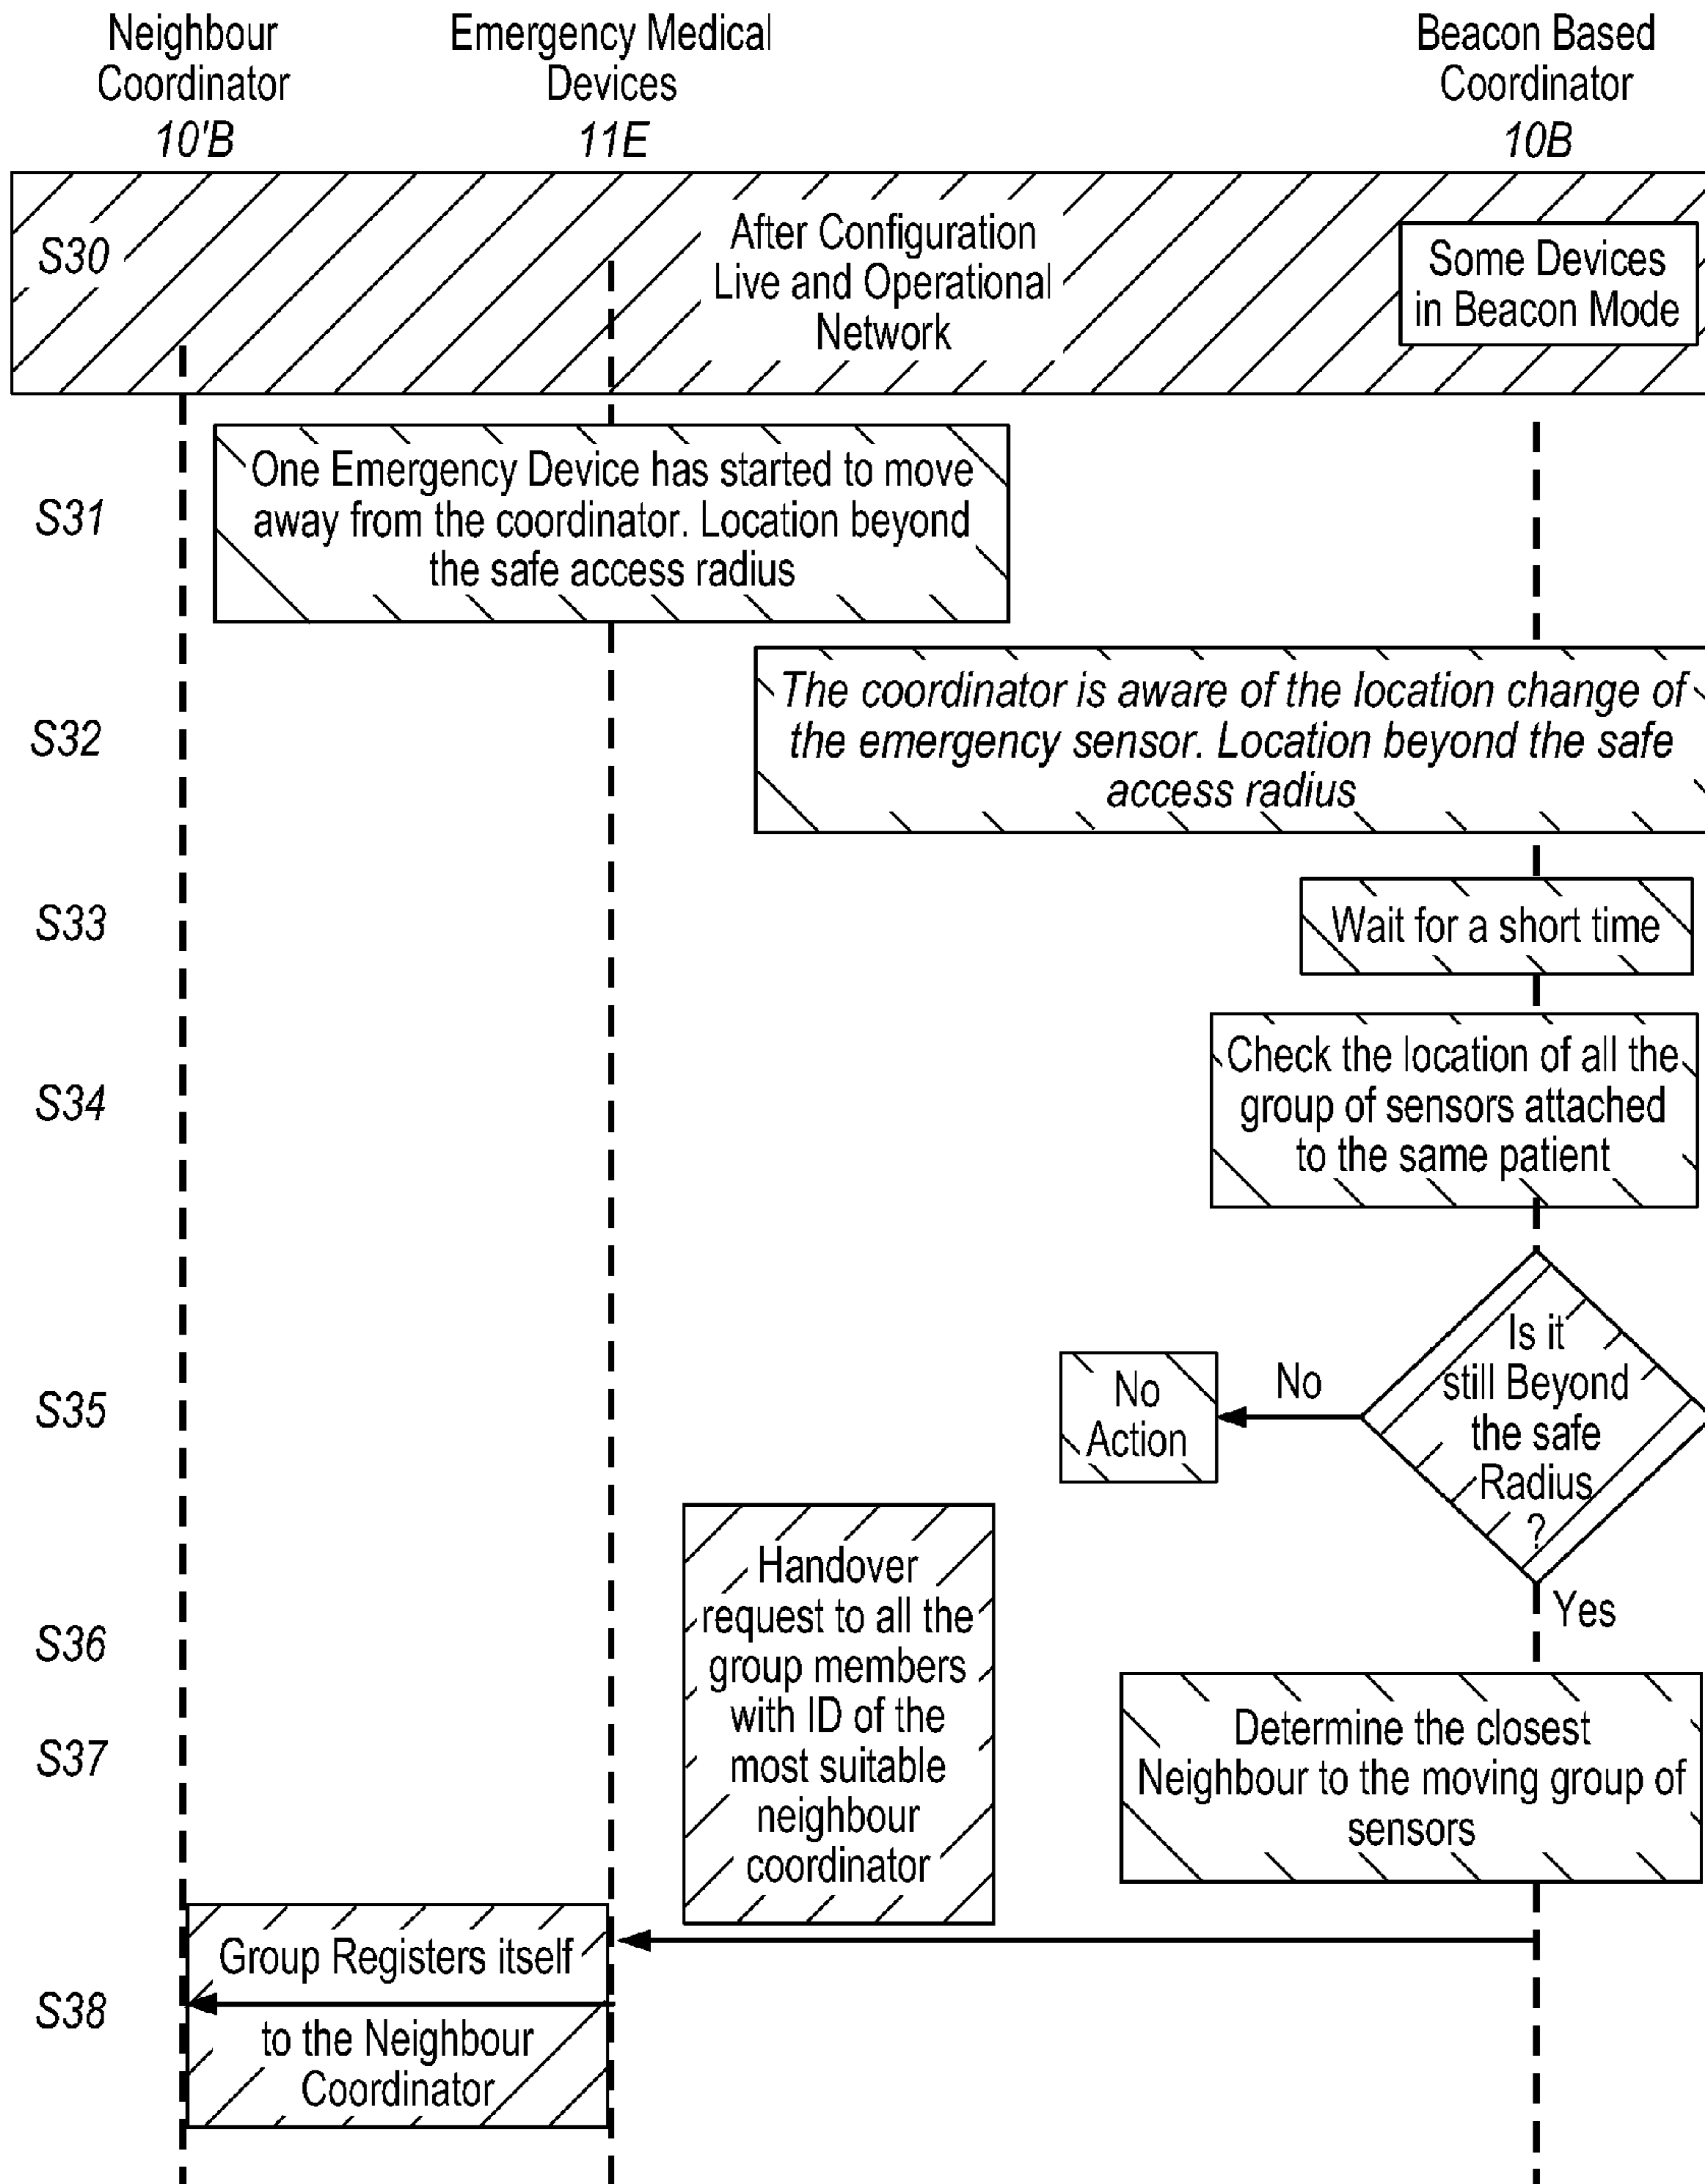 Neighbour
Coordinator
10'B
Emergency Medical
Devices
11E
Beacon Based
Coordinator
10B
S30
After Configuration
Live and Operational
Network
Some Devices
in Beacon Mode
S31
One Emergency Device has started to move
away from the coordinator. Location beyond
the safe access radius
S32
The coordinator is aware of the location change of
the emergency sensor. Location beyond the safe
access radius
S33
Wait for a short time
S34
Check the location of all the
group of sensors attached
to the same patient
S35
No
Action
No
Is it
still Beyond
the safe
Radius
?
Yes
S36
Handover
request to all the
group members
with ID of the
most suitable
neighbour
coordinator
S37
Determine the closest
Neighbour to the moving group of
sensors
S38
Group Registers itself
to the Neighbour
Coordinator